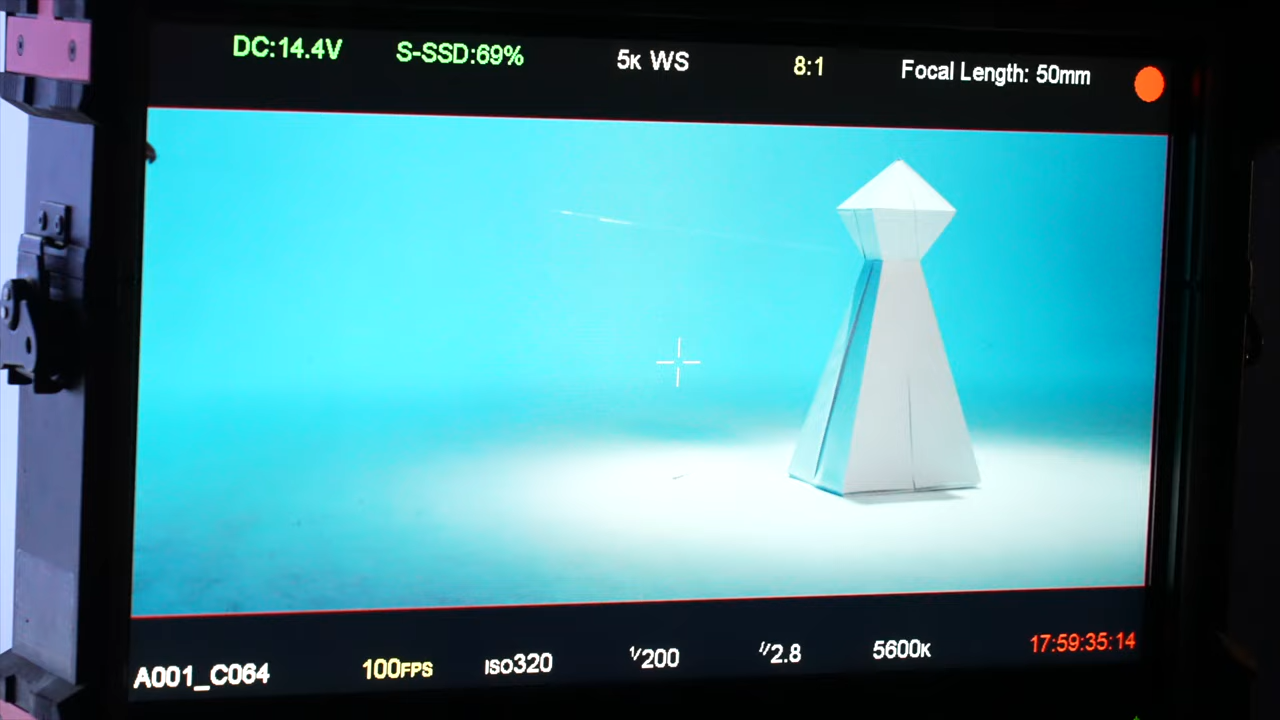 DC:14.4V S-SSD:69% 5K WS 8:1 Focal Length: 50mm
A001_C064 100FPS ISO320 1/200 f/2.8 5600K 17:59:35:14